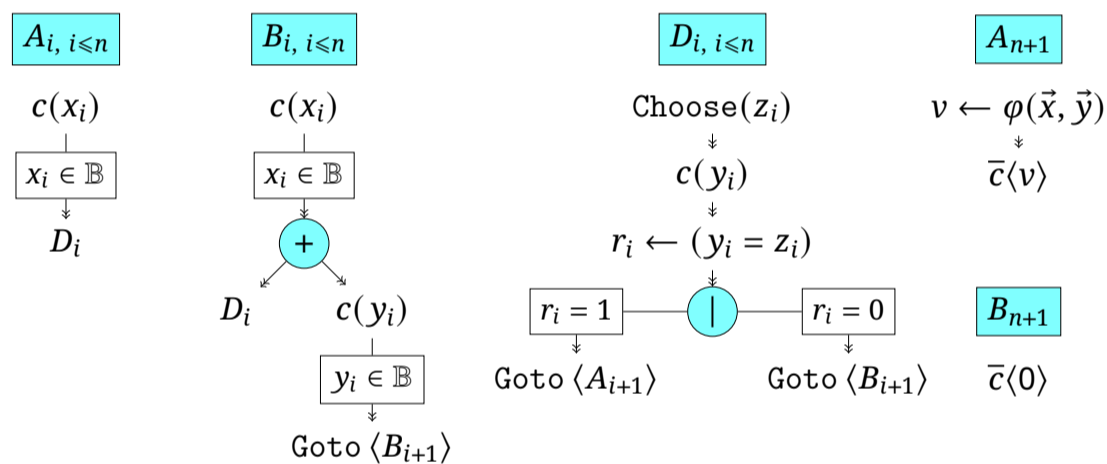 A_{i, i⩽n}
c(x_i)
x_i ∈ 𝔹
D_i
B_{i, i⩽n}
c(x_i)
x_i ∈ 𝔹
+
D_i
c(y_i)
y_i ∈ 𝔹
Goto ⟨B_{i+1}⟩
D_{i, i⩽n}
Choose(z_i)
c(y_i)
r_i ← (y_i = z_i)
r_i = 1
|
r_i = 0
Goto ⟨A_{i+1}⟩
Goto ⟨B_{i+1}⟩
A_{n+1}
v ← φ(x⃗, y⃗)
c̅⟨v⟩
B_{n+1}
c̅⟨0⟩